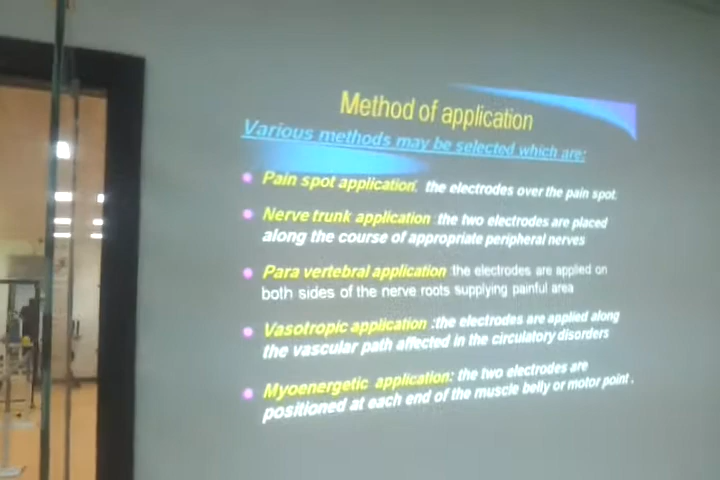 Method of application
Various methods may be selected which are:
Pain spot application. the electrodes over the pain spot.
Nerve trunk application the two electrodes are placed
along the course of appropriate peripheral nerves
Para vertebral application :the electrodes are applied on
both sides of the nerve roots supplying painful area
Vasotropic application :the electrodes are applied along
the vascular path affected in the circulatory disorders
Myoenergetic application: the two electrodes are
positioned at each end of the muscle belly or motor point .